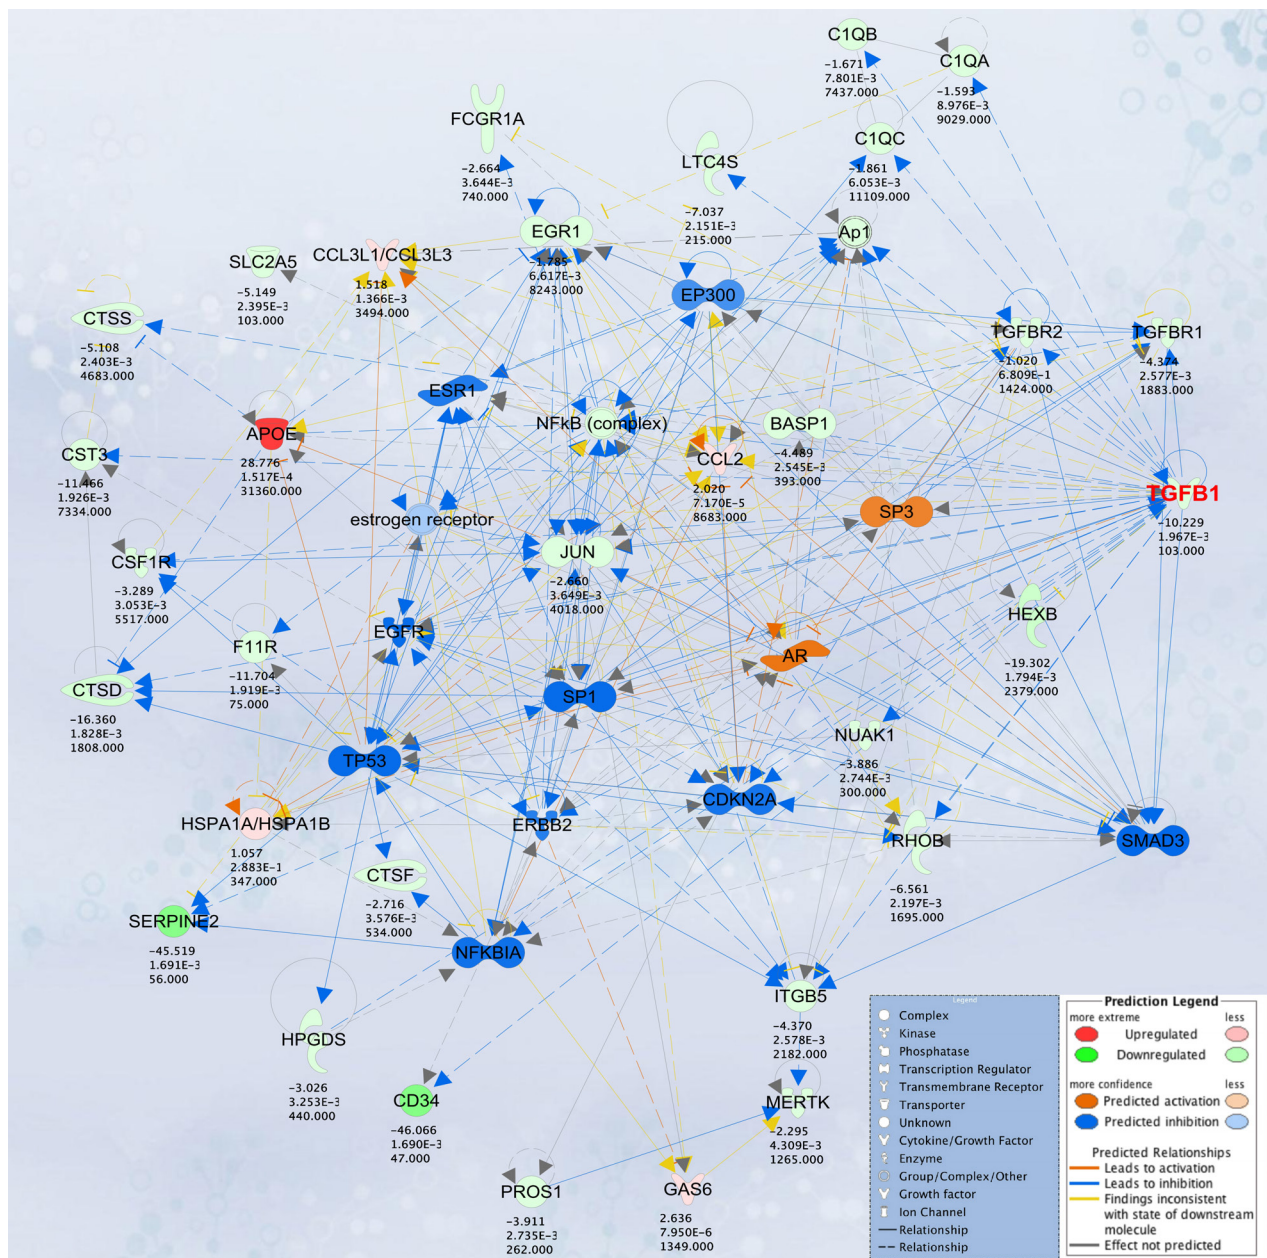 C1QB
-1.671
7.801E-3
7437.000
C1QA
-1.593
8.976E-3
9029.000
FCGR1A
-2.664
3.644E-3
740.000
LTC4S
-7.037
2.151E-3
215.000
C1QC
-1.861
6.053E-3
11109.000
EGR1
-1.785
6.617E-3
8243.000
Ap1
SLC2A5
-5.149
2.395E-3
103.000
CCL3L1/CCL3L3
1.518
1.366E-3
3494.000
EP300
CTSS
-5.108
2.403E-3
4683.000
TGFBR2
-1.020
6.809E-1
1424.000
TGFBR1
-4.374
2.577E-3
1883.000
ESR1
APOE
28.776
1.517E-4
31360.000
NFkB (complex)
BASP1
-4.489
2.545E-3
393.000
CST3
-11.466
1.926E-3
7334.000
CCL2
2.020
7.170E-5
8683.000
TGFB1
-10.229
1.967E-3
103.000
SP3
estrogen receptor
JUN
-2.660
3.649E-3
4018.000
CSF1R
-3.289
3.053E-3
5517.000
HEXB
-19.302
1.794E-3
2379.000
EGFR
F11R
-11.704
1.919E-3
75.000
AR
CTSD
-16.360
1.828E-3
1808.000
SP1
NUAK1
-3.886
2.744E-3
300.000
TP53
CDKN2A
HSPA1A/HSPA1B
1.057
2.883E-1
347.000
ERBB2
RHOB
-6.561
2.197E-3
1695.000
SMAD3
CTSF
-2.716
3.576E-3
534.000
SERPINE2
-45.519
1.691E-3
56.000
NFKBIA
ITGB5
-4.370
2.578E-3
2182.000
HPGDS
-3.026
3.253E-3
440.000
CD34
-46.066
1.690E-3
47.000
MERTK
-2.295
4.309E-3
1265.000
PROS1
-3.911
2.735E-3
262.000
GAS6
2.636
7.950E-6
1349.000
Legend
Complex
Kinase
Phosphatase
Transcription Regulator
Transmembrane Receptor
Transporter
Unknown
Cytokine/Growth Factor
Enzyme
Group/Complex/Other
Growth factor
Ion Channel
Relationship
Relationship
Prediction Legend
more extreme less
Upregulated
Downregulated
more confidence less
Predicted activation
Predicted inhibition
Predicted Relationships
Leads to activation
Leads to inhibition
Findings inconsistent
with state of downstream
molecule
Effect not predicted